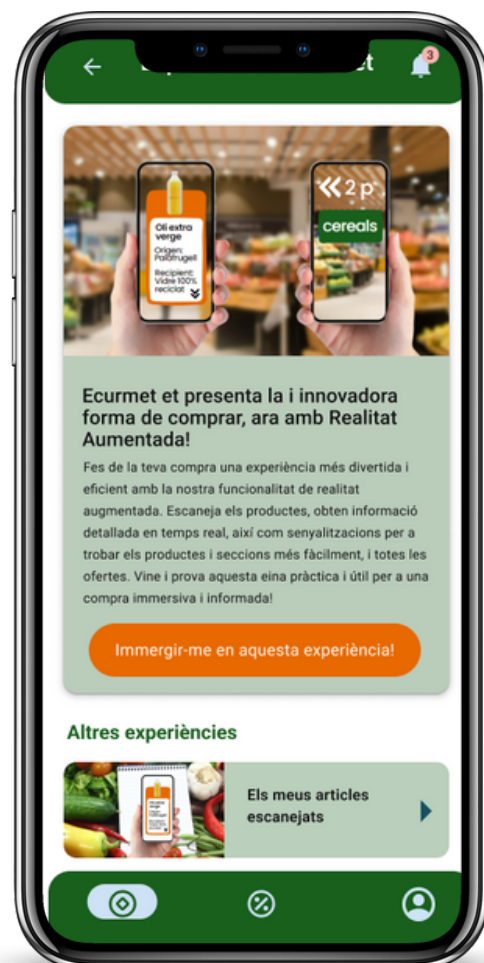 3
Oli extra
verge
Origen:
Palafrugell
Recipient:
Vidre 100%
reciclat
2 p
cereals
Ecurmet et presenta la i innovadora
forma de comprar, ara amb Realitat
Aumentada!
Fes de la teva compra una experiència més divertida i
eficient amb la nostra funcionalitat de realitat
augmentada. Escaneja els productes, obten informació
detallada en temps real, així com senyalitzacions per a
trobar els productes i seccions més fàcilment, i totes les
ofertes. Vine i prova aquesta eina pràctica i útil per a una
compra immersiva i informada!
Immergir-me en aquesta experiència!
Altres experiències
Els meus articles
escanejats